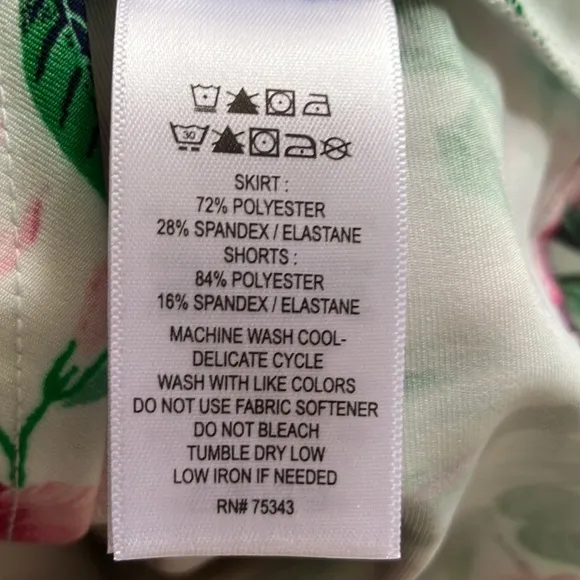 30
SKIRT :
72% POLYESTER
28% SPANDEX / ELASTANE
SHORTS :
84% POLYESTER
16% SPANDEX / ELASTANE
MACHINE WASH COOL-
DELICATE CYCLE
WASH WITH LIKE COLORS
DO NOT USE FABRIC SOFTENER
DO NOT BLEACH
TUMBLE DRY LOW
LOW IRON IF NEEDED
RN# 75343